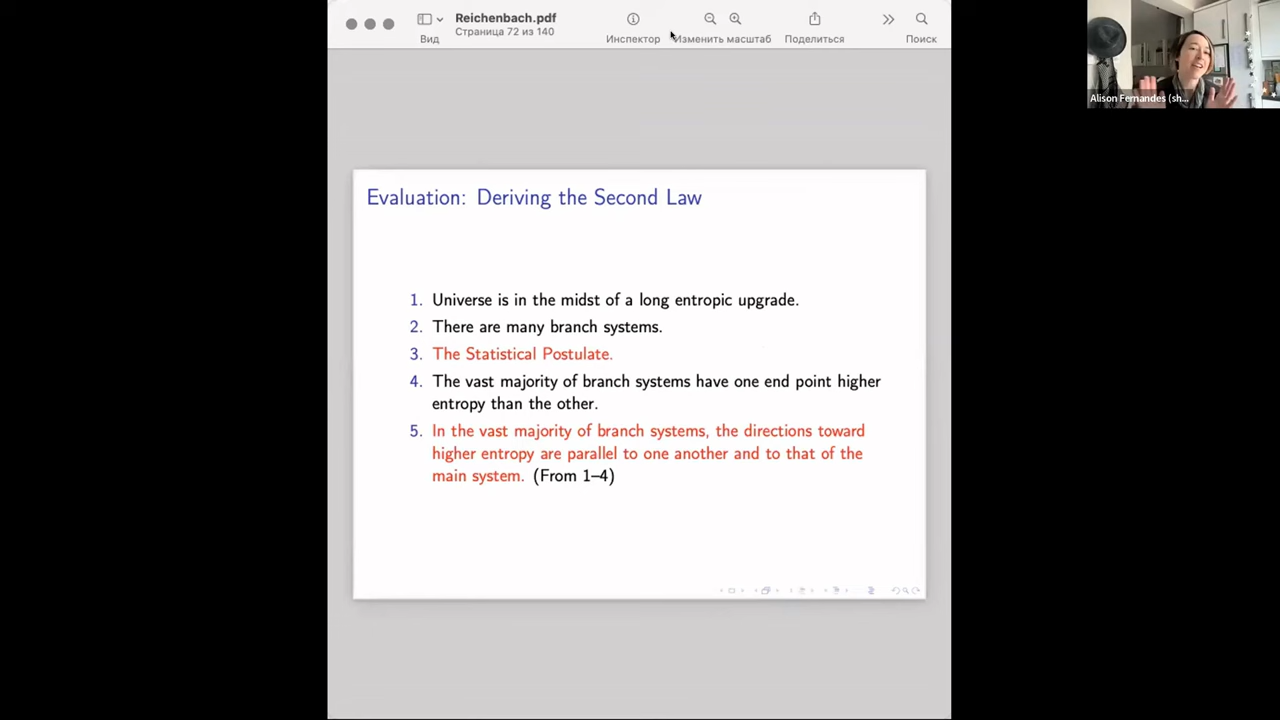 Reichenbach.pdf
Страница 72 из 140
Вид
Инспектор
Изменить масштаб
Поделиться
Поиск
Alison Fernandes (sh...
Evaluation: Deriving the Second Law
1. Universe is in the midst of a long entropic upgrade.
2. There are many branch systems.
3. The Statistical Postulate.
4. The vast majority of branch systems have one end point higher
entropy than the other.
5. In the vast majority of branch systems, the directions toward
higher entropy are parallel to one another and to that of the
main system. (From 1–4)